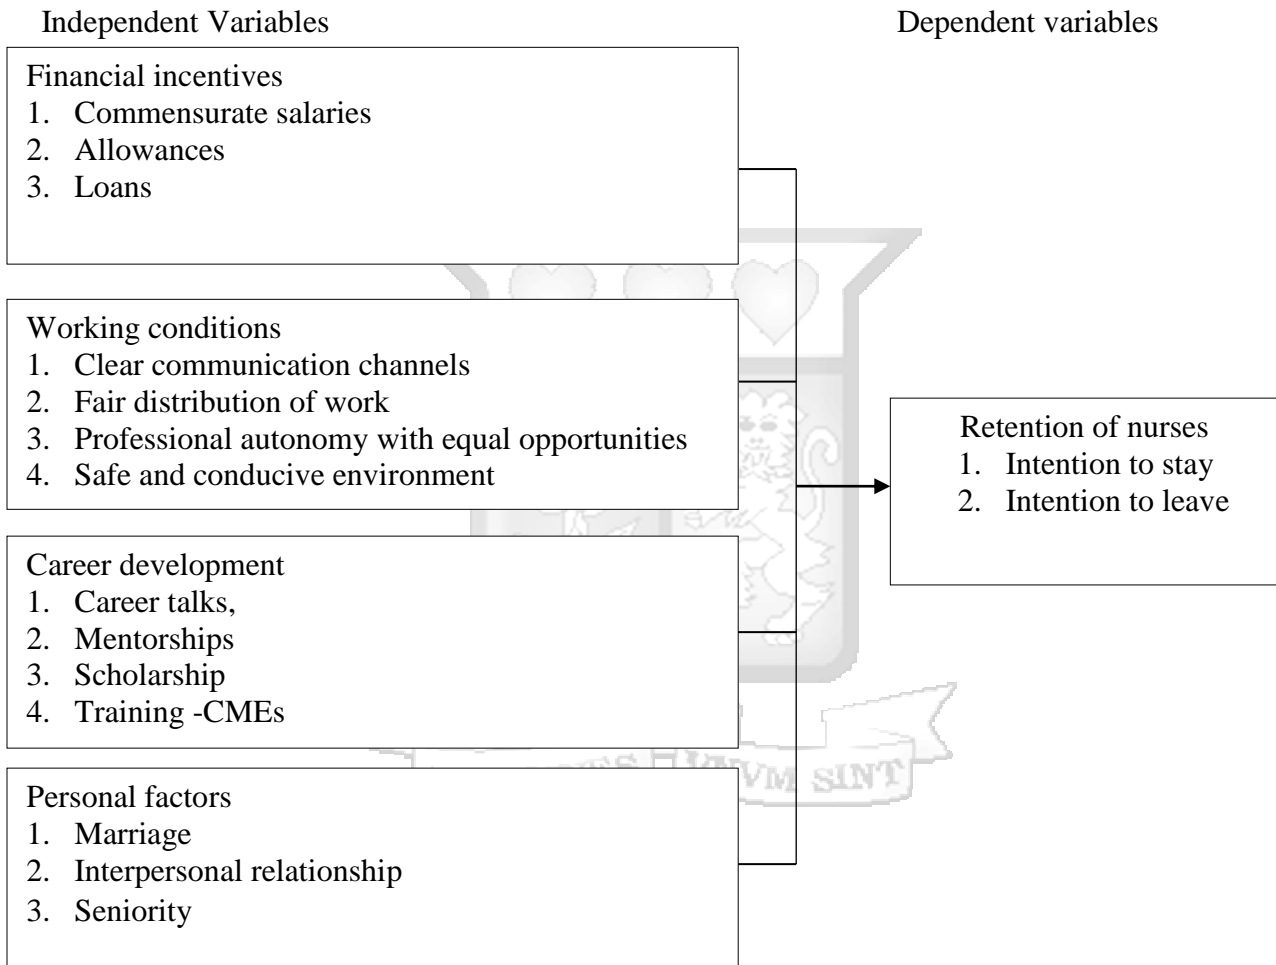 Independent Variables
Dependent variables
Financial incentives
1. Commensurate salaries
2. Allowances
3. Loans
Working conditions
1. Clear communication channels
2. Fair distribution of work
3. Professional autonomy with equal opportunities
4. Safe and conducive environment
Retention of nurses
1. Intention to stay
2. Intention to leave
Career development
1. Career talks,
2. Mentorships
3. Scholarship
4. Training -CMEs
VNVM SINT
Personal factors
1. Marriage
2. Interpersonal relationship
3. Seniority